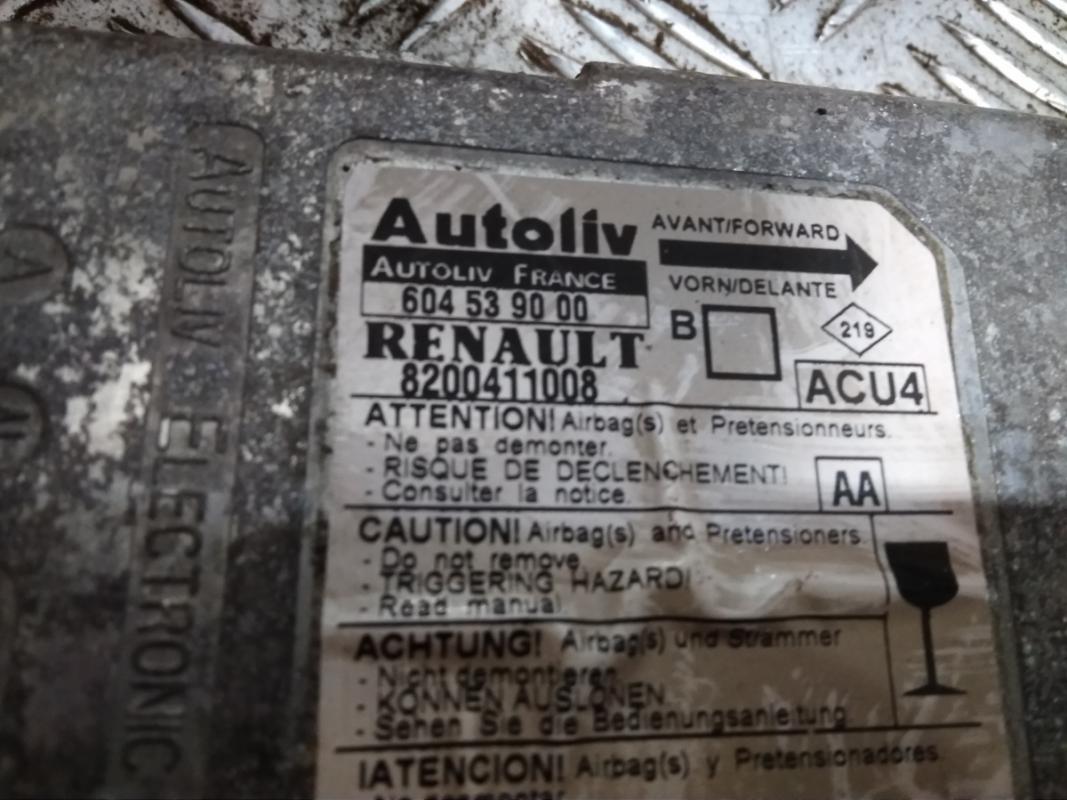 AUTOLIV ELECTRONIC
Autoliv
AUTOLIV FRANCE
604 53 90 00
RENAULT
8200411008
AVANT/FORWARD
VORN/DELANTE
B
219
ACU4
ATTENTION! Airbag(s) et Pretensionneurs.
- Ne pas demonter.
- RISQUE DE DECLENCHEMENT!
- Consulter la notice.
AA
CAUTION! Airbag(s) and Pretensioners.
- Do not remove
- TRIGGERING HAZARD!
- Read manual.
ACHTUNG! Airbag(s) und Strammer
- Nicht demontieren.
- KONNEN AUSLONEN.
- Sehen Sie die Bedienungsanleitung
!ATENCION! Airbag(s) y Pretensionadores.